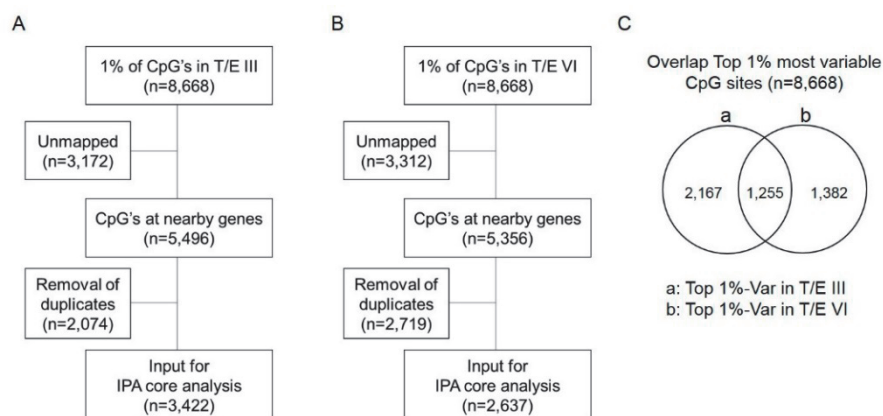 A
1% of CpG's in T/E III
(n=8,668)
Unmapped
(n=3,172)
CpG's at nearby genes
(n=5,496)
Removal of
duplicates
(n=2,074)
Input for
IPA core analysis
(n=3,422)
B
1% of CpG's in T/E VI
(n=8,668)
Unmapped
(n=3,312)
CpG's at nearby genes
(n=5,356)
Removal of
duplicates
(n=2,719)
Input for
IPA core analysis
(n=2,637)
C
Overlap Top 1% most variable
CpG sites (n=8,668)
a
b
2,167
1,255
1,382
a: Top 1%-Var in T/E III
b: Top 1%-Var in T/E VI